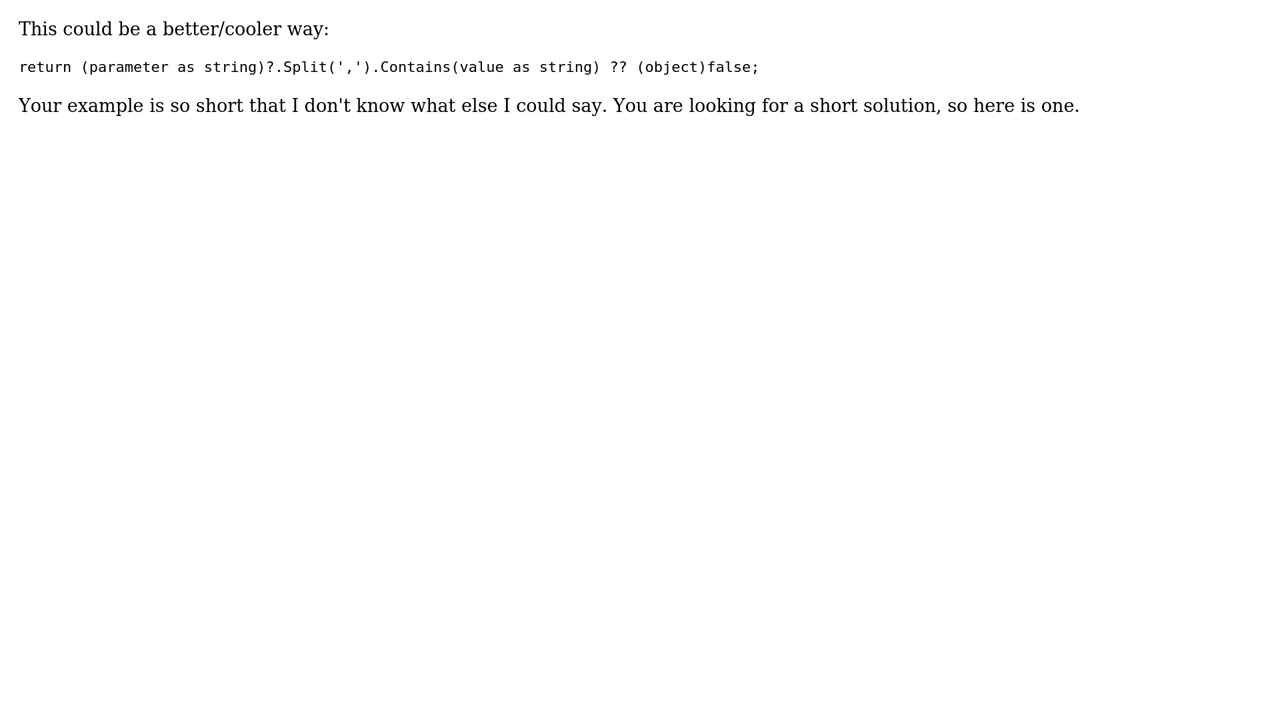 This could be a better/cooler way:
return (parameter as string)?.Split(',').Contains(value as string) ?? (object)false;
Your example is so short that I don't know what else I could say. You are looking for a short solution, so here is one.